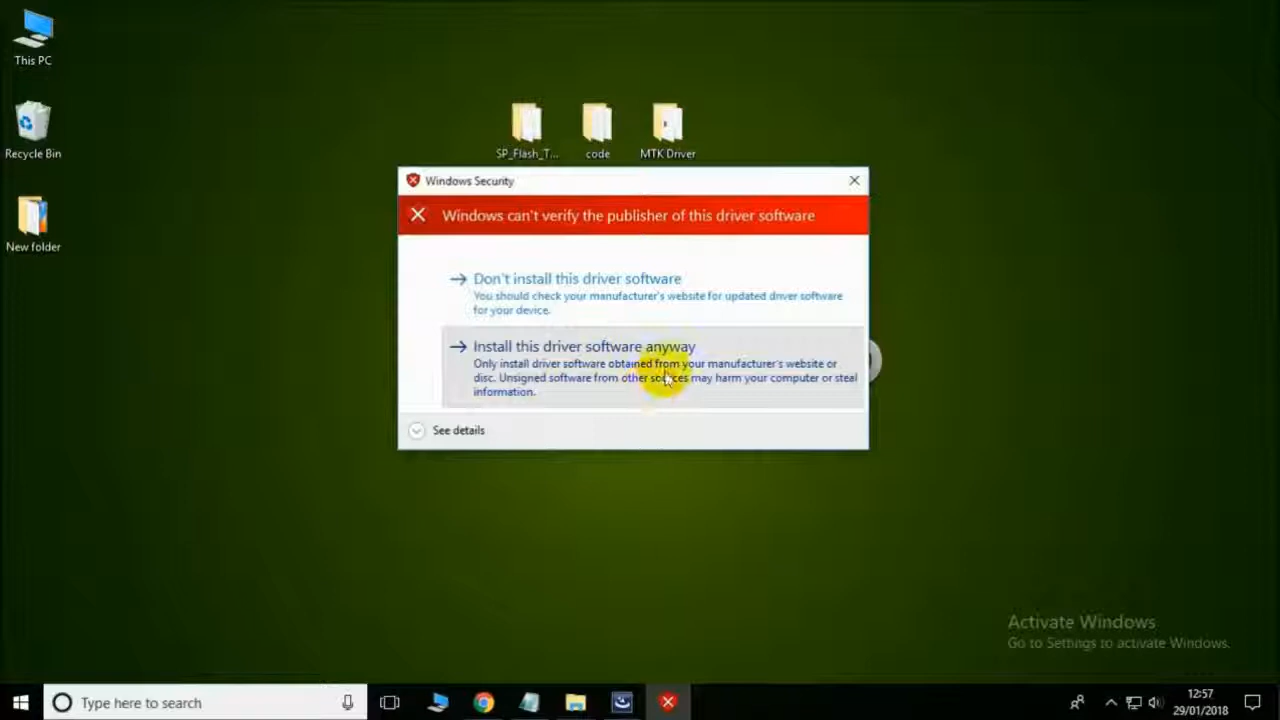 This PC
Recycle Bin
New folder
SP_Flash_T...
code
MTK Driver
Windows Security
Windows can't verify the publisher of this driver software
Don't install this driver software
You should check your manufacturer's website for updated driver software
for your device.
Install this driver software anyway
Only install driver software obtained from your manufacturer's website or
disc. Unsigned software from other sources may harm your computer or steal
information.
See details
Activate Windows
Go to Settings to activate Windows.
Type here to search
12:57
29/01/2018